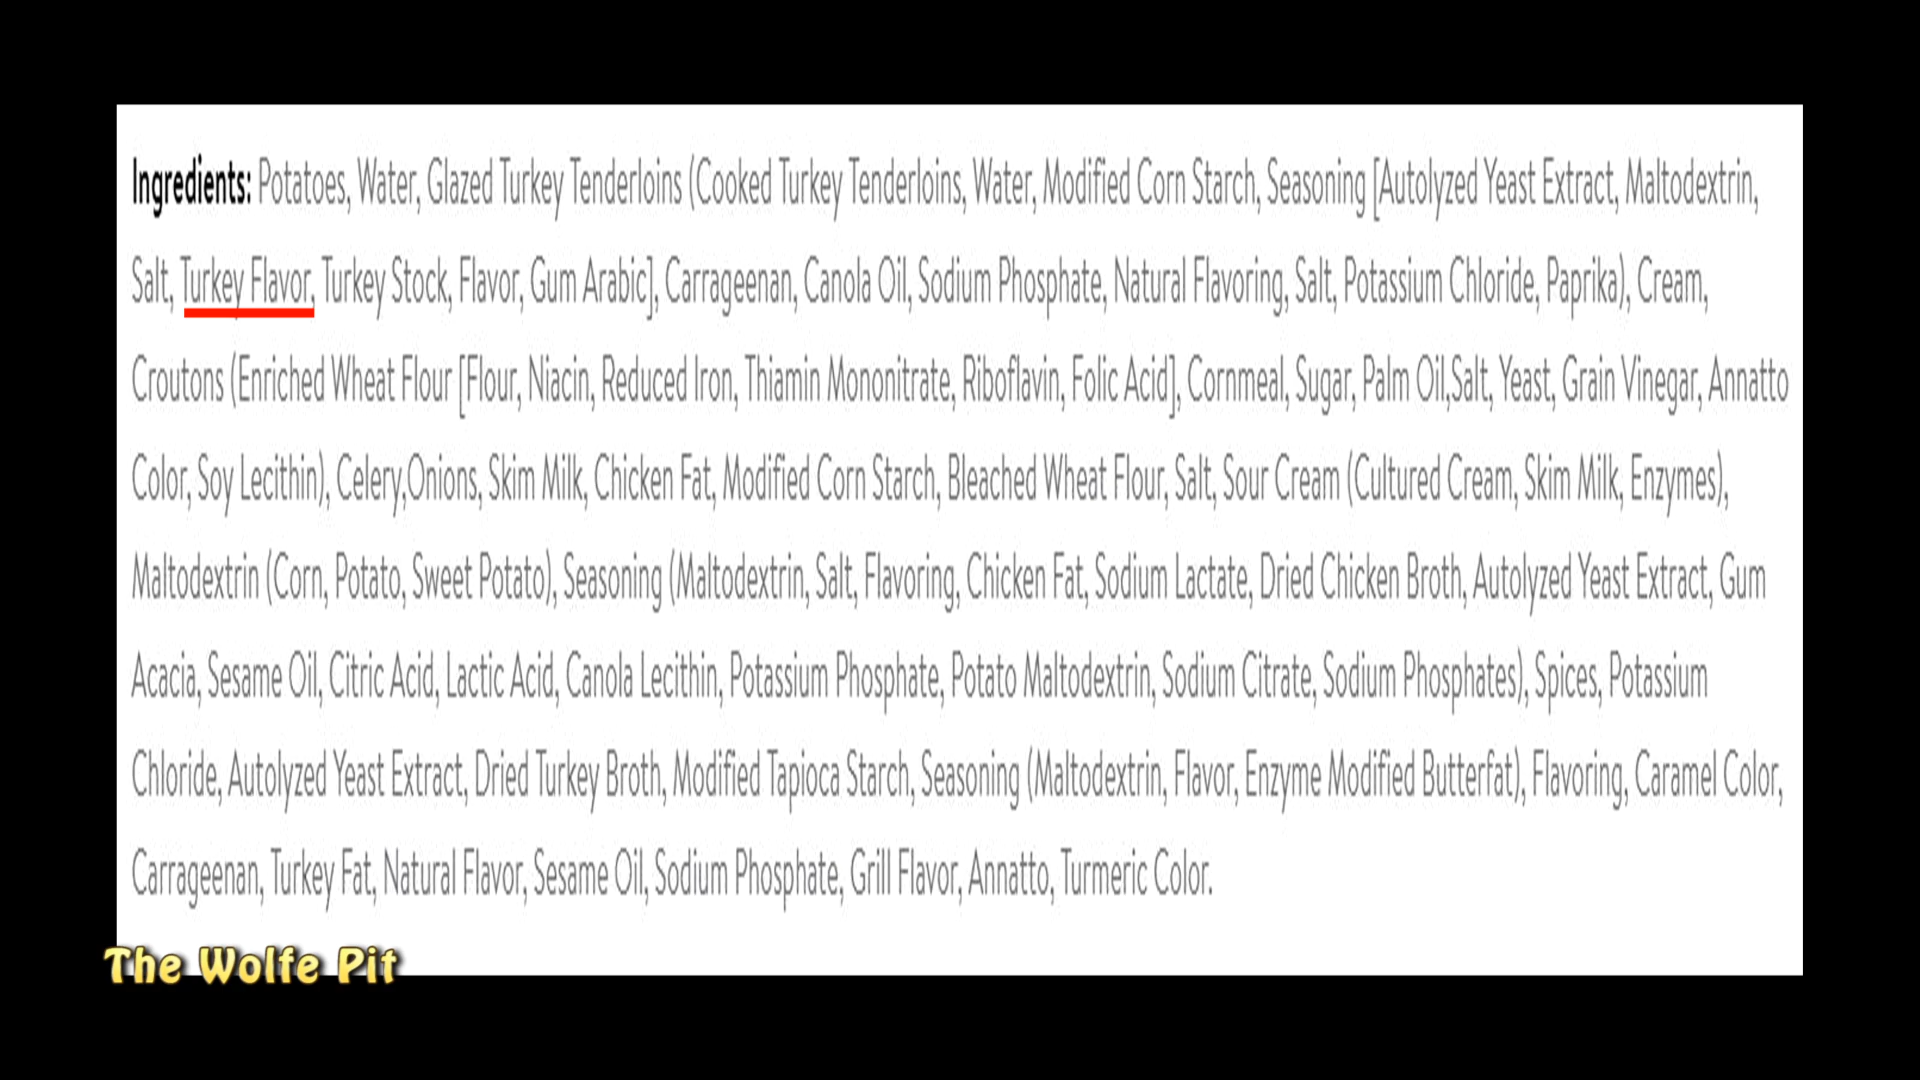 Ingredients: Potatoes, Water, Glazed Turkey Tenderloins (Cooked Turkey Tenderloins, Water, Modified Corn Starch, Seasoning [Autolyzed Yeast Extract, Maltodextrin,
Salt, Turkey Flavor, Turkey Stock, Flavor, Gum Arabic], Carrageenan, Canola Oil, Sodium Phosphate, Natural Flavoring, Salt, Potassium Chloride, Paprika), Cream,
Croutons (Enriched Wheat Flour [Flour, Niacin, Reduced Iron, Thiamin Mononitrate, Riboflavin, Folic Acid], Cornmeal, Sugar, Palm Oil,Salt, Yeast, Grain Vinegar, Annatto
Color, Soy Lecithin), Celery,Onions, Skim Milk, Chicken Fat, Modified Corn Starch, Bleached Wheat Flour, Salt, Sour Cream (Cultured Cream, Skim Milk, Enzymes),
Maltodextrin (Corn, Potato, Sweet Potato), Seasoning (Maltodextrin, Salt, Flavoring, Chicken Fat, Sodium Lactate, Dried Chicken Broth, Autolyzed Yeast Extract, Gum
Acacia, Sesame Oil, Citric Acid, Lactic Acid, Canola Lecithin, Potassium Phosphate, Potato Maltodextrin, Sodium Citrate, Sodium Phosphates), Spices, Potassium
Chloride, Autolyzed Yeast Extract, Dried Turkey Broth, Modified Tapioca Starch, Seasoning (Maltodextrin, Flavor, Enzyme Modified Butterfat), Flavoring, Caramel Color,
Carrageenan, Turkey Fat, Natural Flavor, Sesame Oil, Sodium Phosphate, Grill Flavor, Annatto, Turmeric Color.
The Wolfe Pit